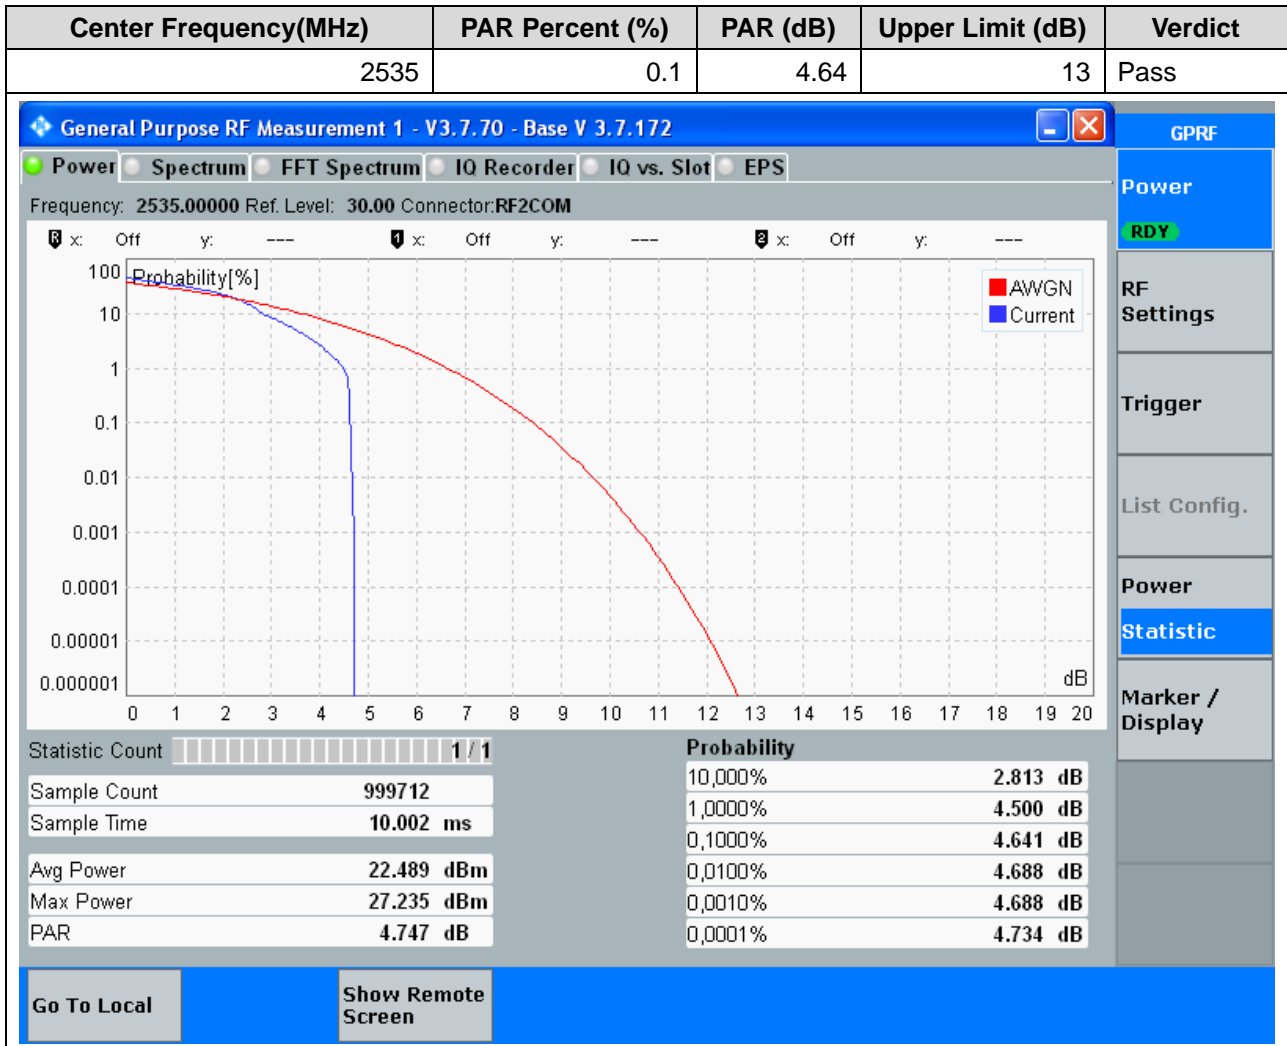 Center Frequency(MHz) PAR Percent (%) PAR (dB) Upper Limit (dB) Verdict
2535 0.1 4.64 13 Pass
General Purpose RF Measurement 1 - V3.7.70 - Base V 3.7.172
GPRF
Power Spectrum FFT Spectrum IQ Recorder IQ vs. Slot EPS
Frequency: 2535.00000 Ref. Level: 30.00 Connector:RF2COM
R x: Off y: --- 1 x: Off y: --- 2 x: Off y: ---
Probability[%]
AWGN
Current
100
10
1
0.1
0.01
0.001
0.0001
0.00001
0.000001
dB
0 1 2 3 4 5 6 7 8 9 10 11 12 13 14 15 16 17 18 19 20
Power
RDY
RF
Settings
Trigger
List Config.
Power
Statistic
Marker /
Display
Statistic Count 1 / 1
Sample Count 999712
Sample Time 10.002 ms
Avg Power 22.489 dBm
Max Power 27.235 dBm
PAR 4.747 dB
Probability
10,000% 2.813 dB
1,0000% 4.500 dB
0,1000% 4.641 dB
0,0100% 4.688 dB
0,0010% 4.688 dB
0,0001% 4.734 dB
Go To Local
Show Remote
Screen